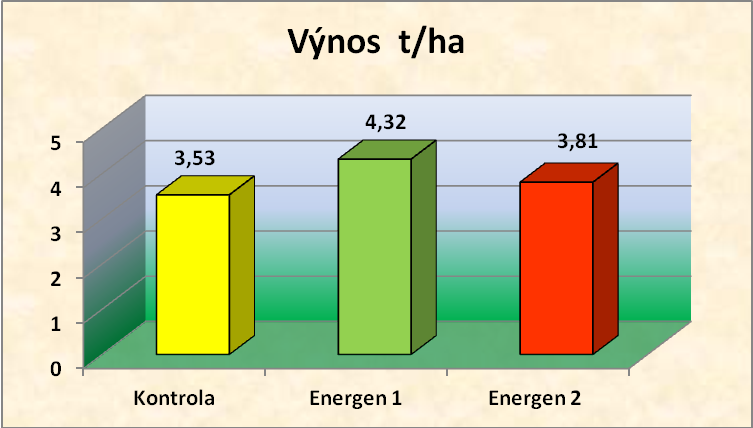 Výnos t/ha
5
4
3
2
1
0
3,53
4,32
3,81
Kontrola
Energen 1
Energen 2